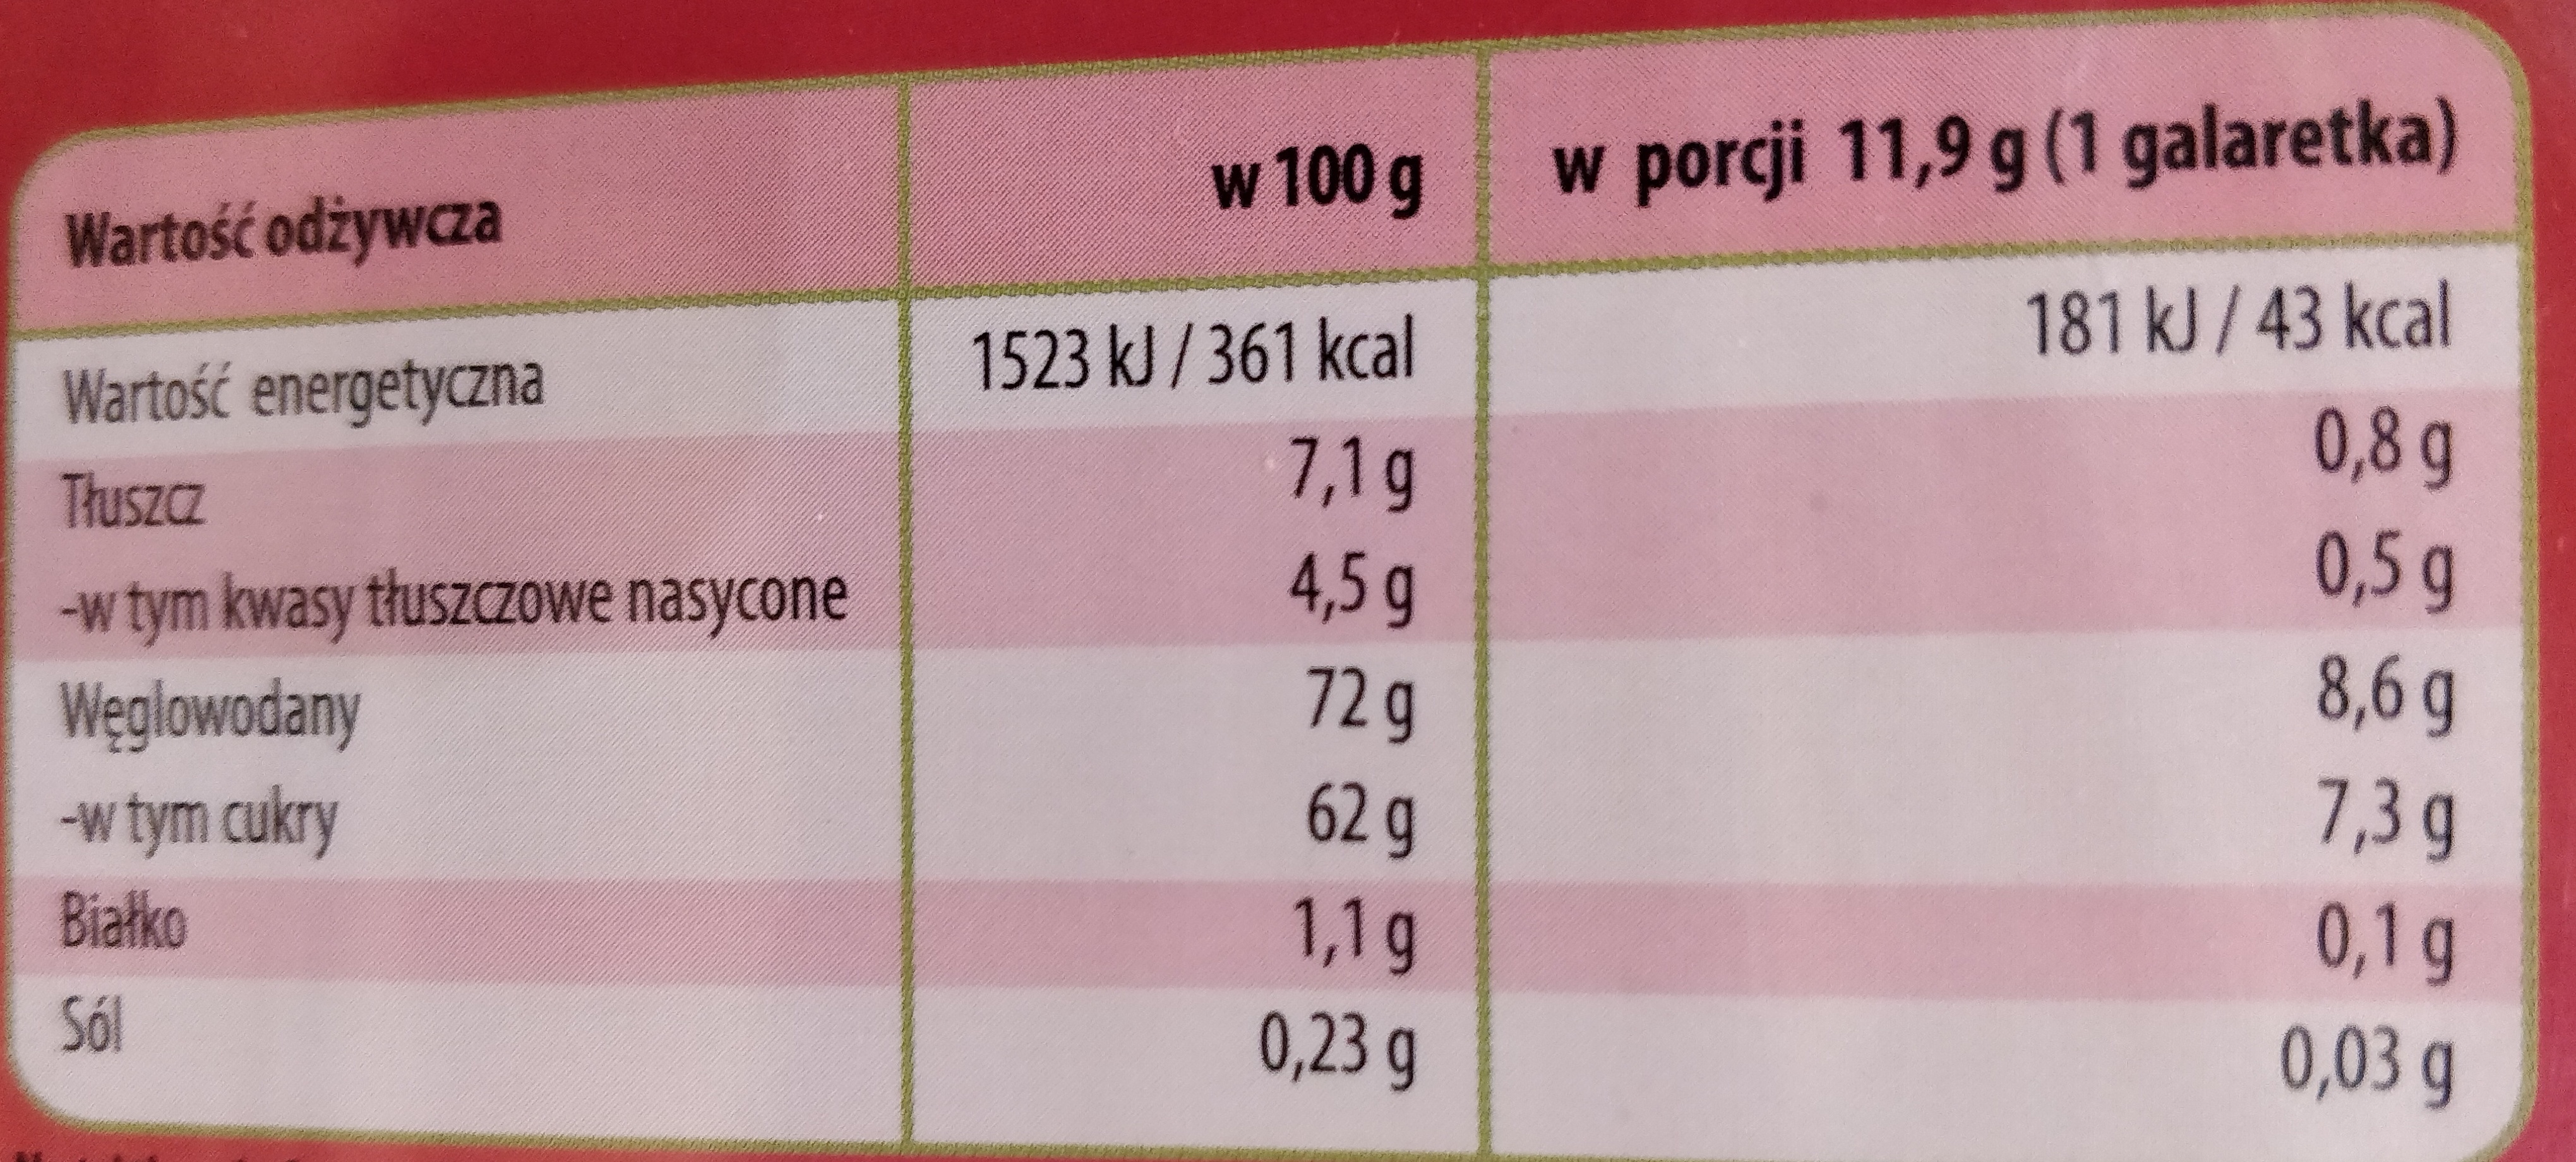 Wartość odżywcza w 100 g w porcji 11,9 g (1 galaretka)
Wartość energetyczna 1523 kJ / 361 kcal 181 kJ / 43 kcal
Tłuszcz 7,1 g 0,8 g
-w tym kwasy tłuszczowe nasycone 4,5 g 0,5 g
Węglowodany 72 g 8,6 g
-w tym cukry 62 g 7,3 g
Białko 1,1 g 0,1 g
Sól 0,23 g 0,03 g